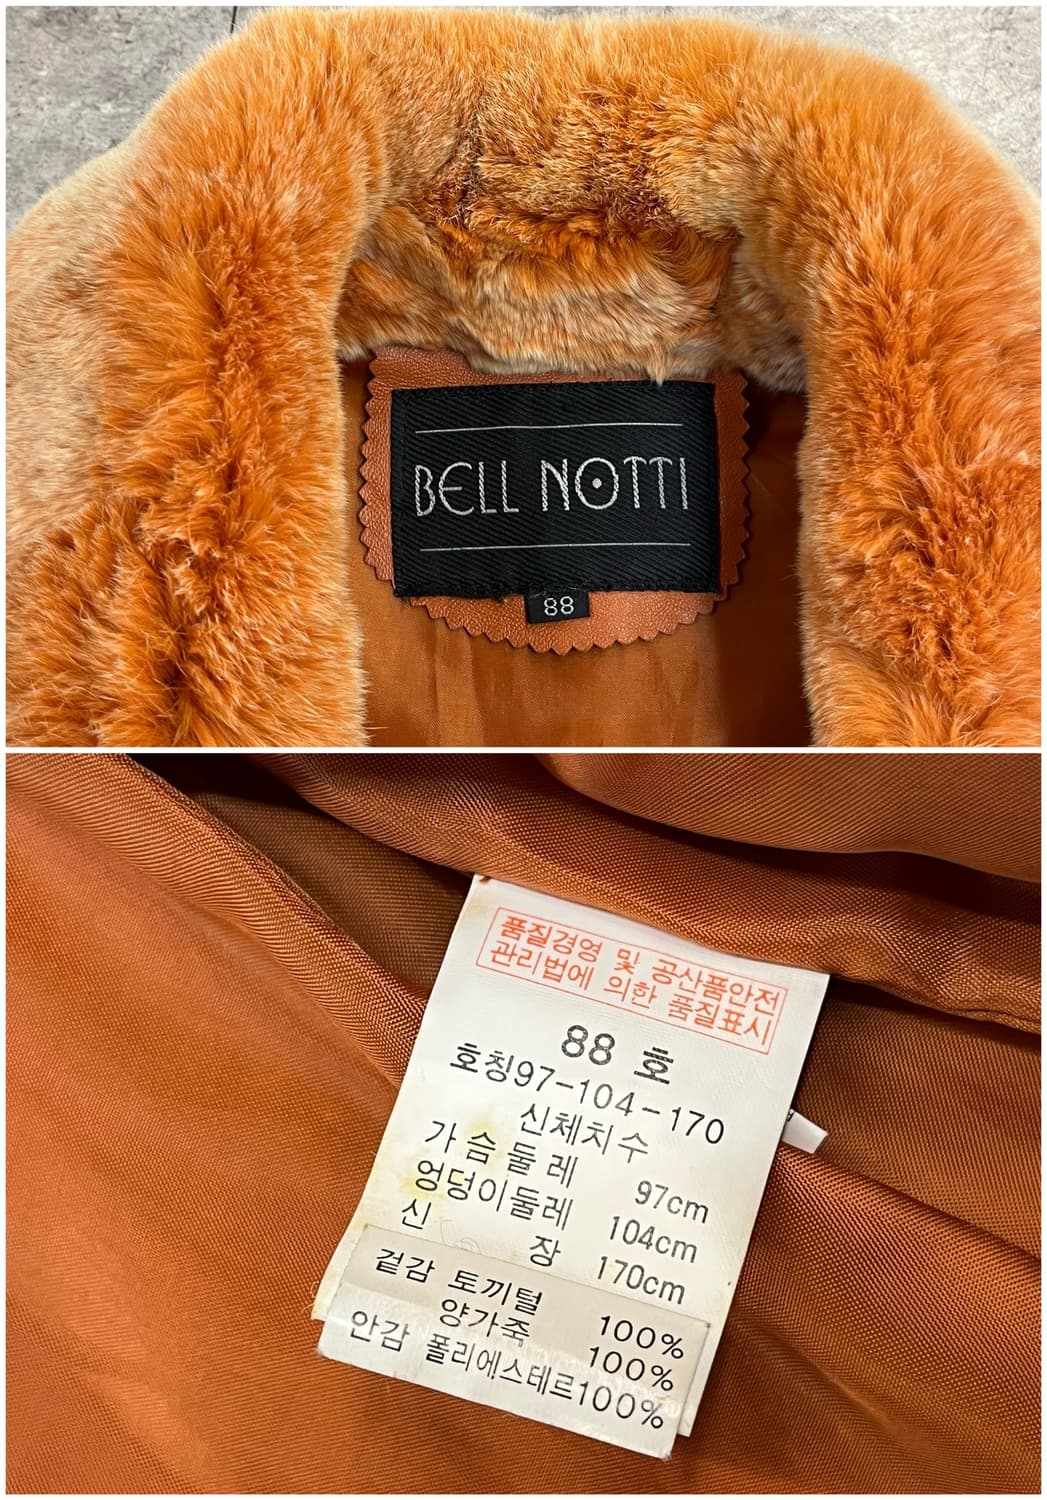 BELL NOTTI
88
품질경영 및 공산품안전
관리법에 의한 품질표시
88 호
호칭97-104-170
신체치수
가슴둘레 97cm
엉덩이둘레 104cm
신 장 170cm
겉감 토끼털 100%
양가죽 100%
안감 폴리에스테르100%